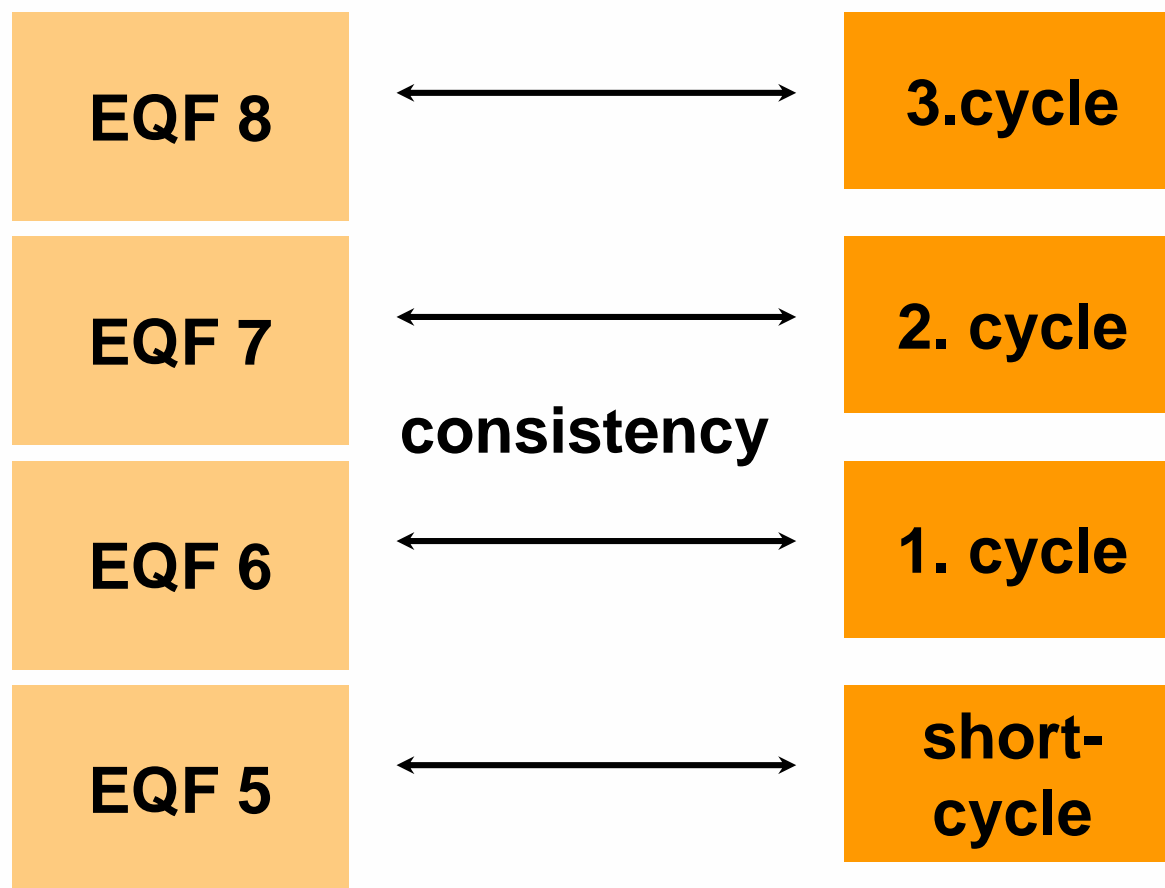 EQF 8
3.cycle
EQF 7
2. cycle
consistency
EQF 6
1. cycle
EQF 5
short-
cycle